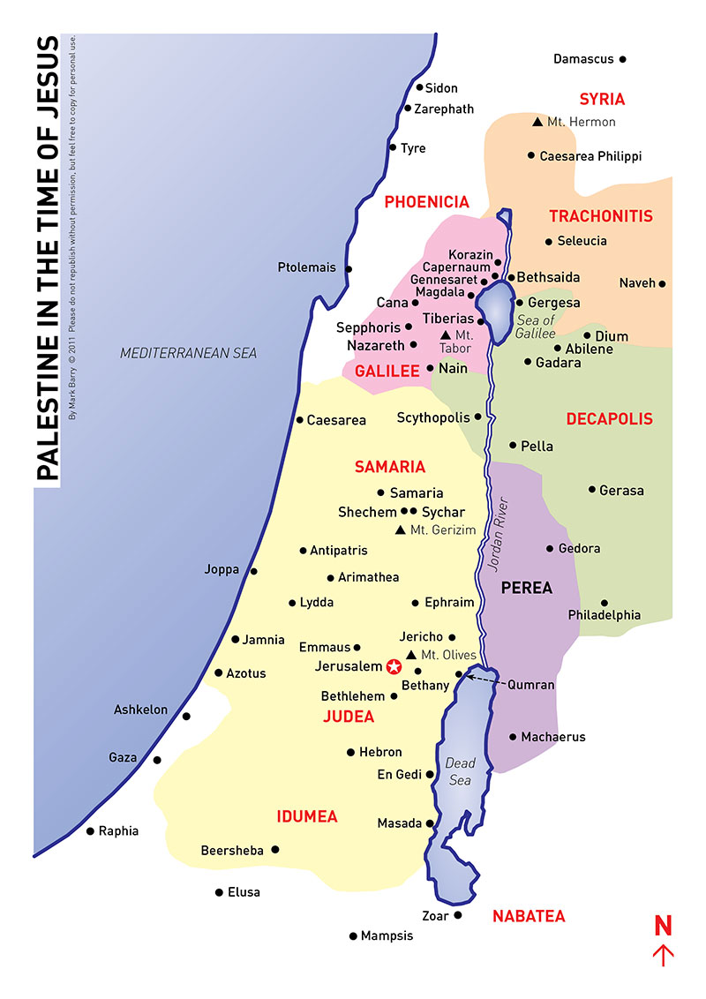 PALESTINE IN THE TIME OF JESUS
By Mark Barry © 2011 Please do not republish without permission, but feel free to copy for personal use.
Damascus
Sidon
SYRIA
Zarephath
Mt. Hermon
Tyre
Caesarea Philippi
PHOENICIA
TRACHONITIS
Seleucia
Korazin
Ptolemais
Capernaum
Bethsaida
Gennesaret
Naveh
Magdala
Cana
Gergesa
Tiberias
Sea of
Galilee
Sepphoris
Mt.
Tabor
Dium
Nazareth
Abilene
MEDITERRANEAN SEA
Gadara
GALILEE
Nain
Scythopolis
DECAPOLIS
Caesarea
Pella
SAMARIA
Samaria
Gerasa
Shechem
Sychar
Mt. Gerizim
Jordan River
Antipatris
Gedora
Joppa
Arimathea
PEREA
Lydda
Ephraim
Philadelphia
Jamnia
Jericho
Emmaus
Mt. Olives
Jerusalem
Azotus
Bethany
Qumran
Bethlehem
Ashkelon
JUDEA
Machaerus
Hebron
Gaza
Dead
Sea
En Gedi
IDUMEA
Masada
Raphia
Beersheba
Elusa
Zoar
NABATEA
Mampsis
N